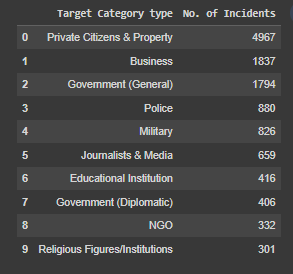 Target Category type No. of Incidents
0 Private Citizens & Property 4967
1 Business 1837
2 Government (General) 1794
3 Police 880
4 Military 826
5 Journalists & Media 659
6 Educational Institution 416
7 Government (Diplomatic) 406
8 NGO 332
9 Religious Figures/Institutions 301